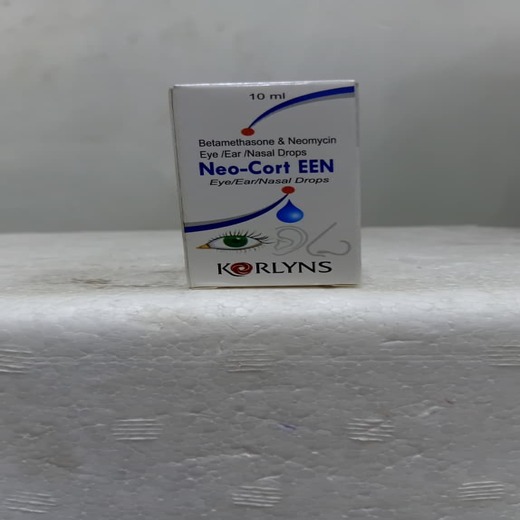 10 ml
Betamethasone & Neomycin
Eye /Ear /Nasal Drops
Neo-Cort EEN
Eye/Ear/Nasal Drops
KORLYNS